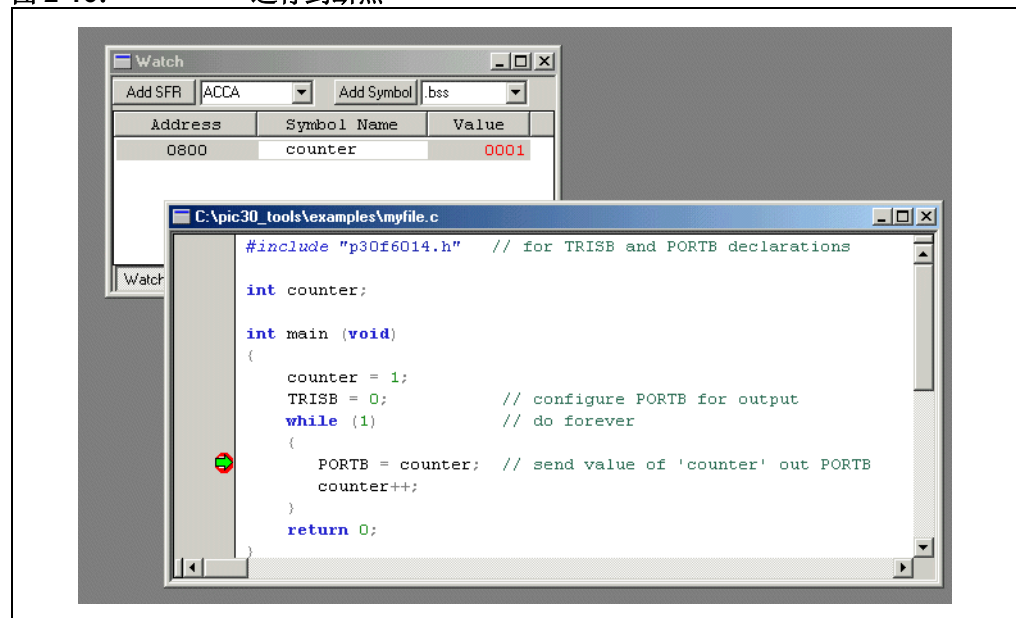 Watch
Add SFR ACCA Add Symbol .bss
Address Symbol Name Value
0800 counter 0001
Watch
C:\pic30_tools\examples\myfile.c
#include "p30f6014.h" // for TRISB and PORTB declarations
int counter;
int main (void)
{
counter = 1;
TRISB = 0; // configure PORTB for output
while (1) // do forever
{
PORTB = counter; // send value of 'counter' out PORTB
counter++;
}
return 0;
}